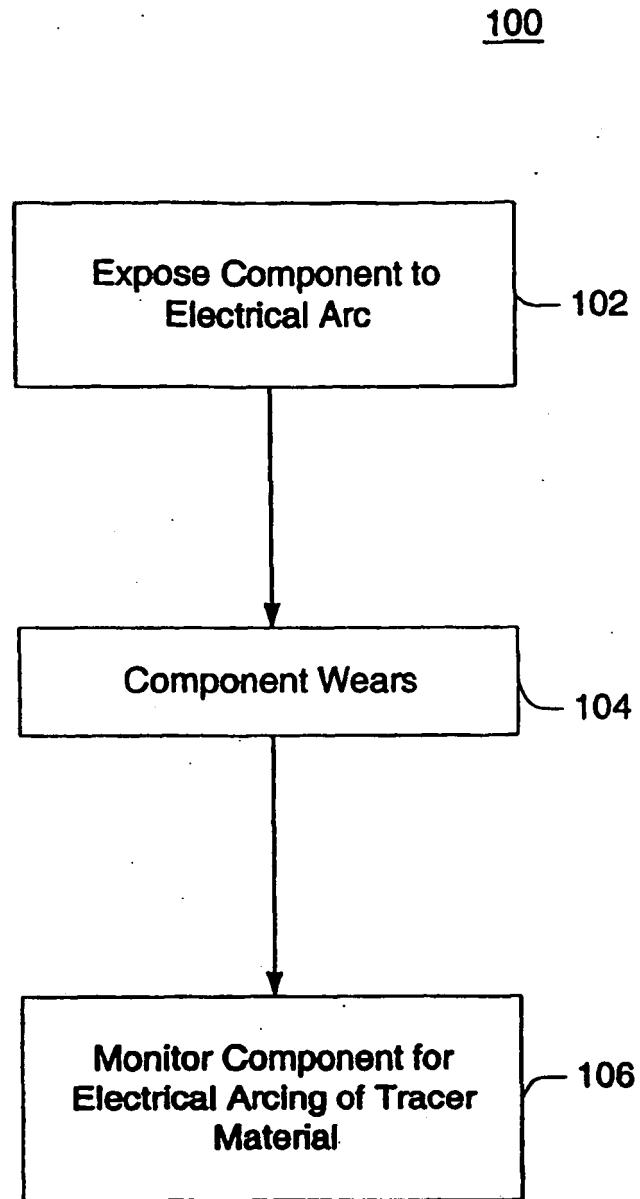 100
Expose Component to
Electrical Arc
102
Component Wears
104
Monitor Component for
Electrical Arcing of Tracer
Material
106